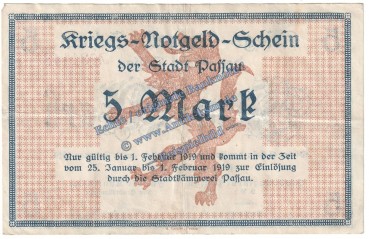 Kriegs-Notgeld-Schein
der Stadt Passau
5 Mark
Nur gültig bis 1. Februar 1919 und kommt in der Zeit
vom 25. Januar bis 1. Februar 1919 zur Einlösung
durch die Stadtkämmerei Passau.